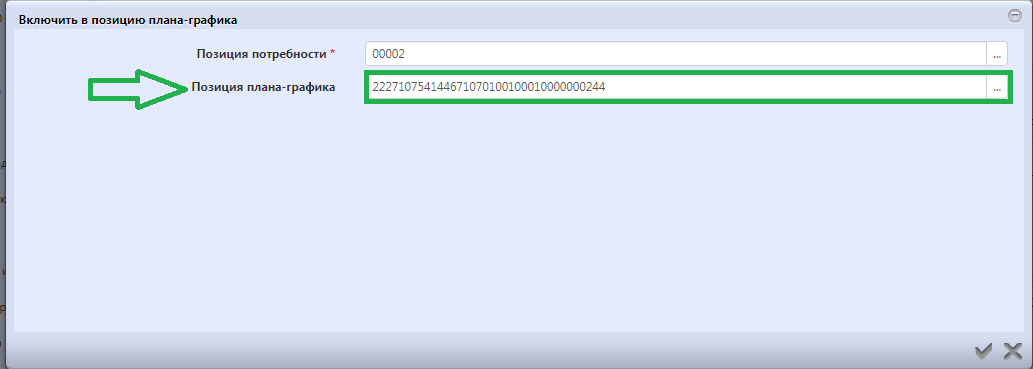 Включить в позицию плана-графика
Позиция потребности * 00002 ...
Позиция плана-графика 222710754144671070100100010000000244 ...